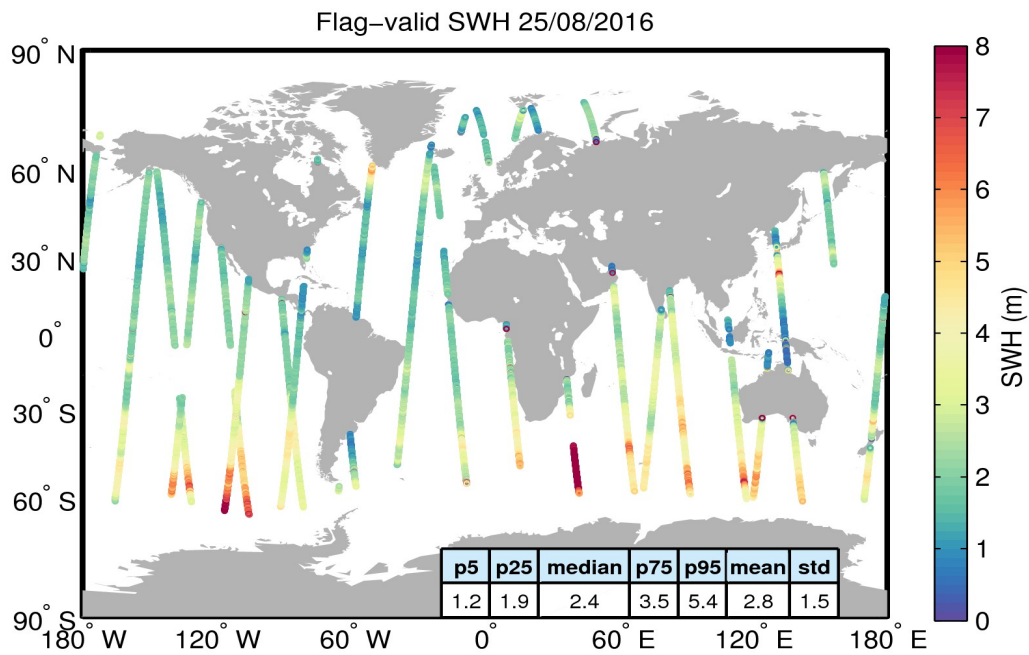 Flag−valid SWH 25/08/2016
90° N
60° N
30° N
0°
30° S
60° S
90° S
180° W
120° W
60° W
0°
60° E
120° E
180° E
p5 p25 median p75 p95 mean std
1.2 1.9 2.4 3.5 5.4 2.8 1.5
8
7
6
5
4
3
2
1
0
SWH (m)